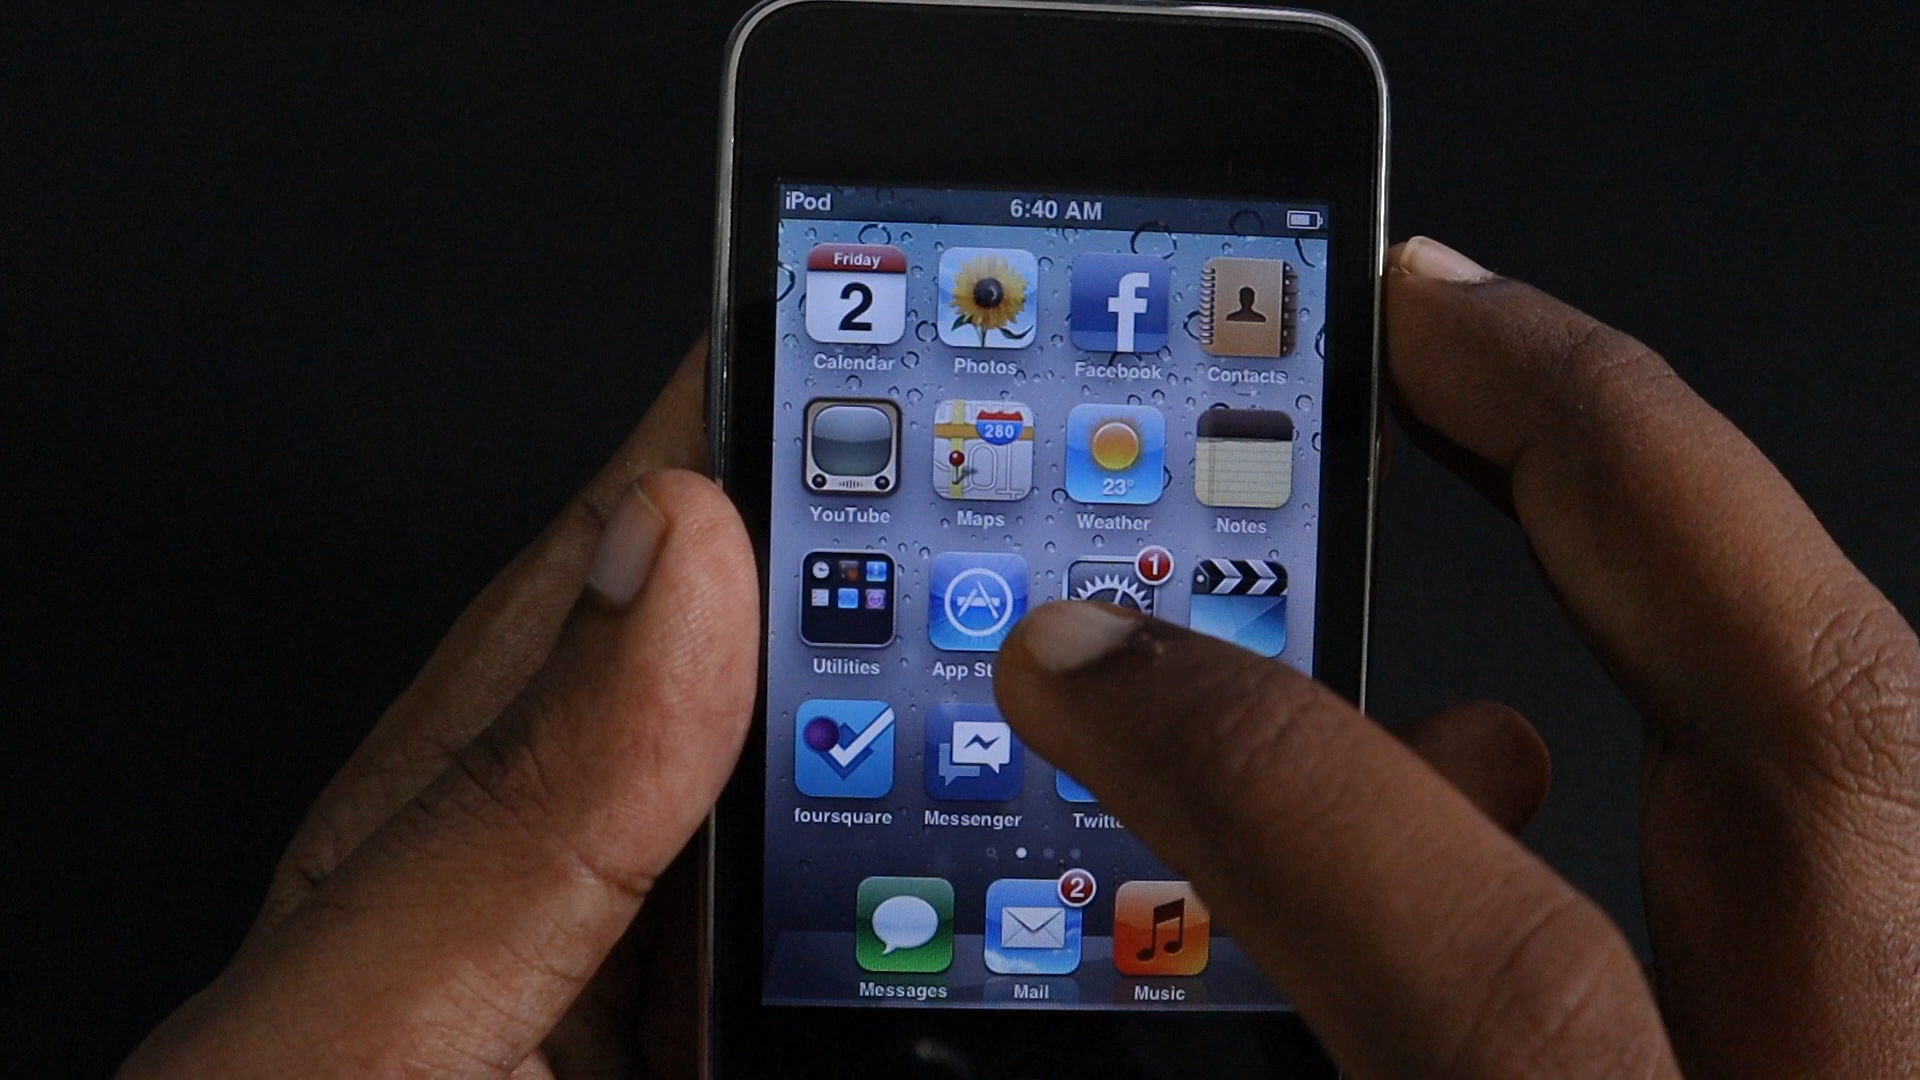 iPod 6:40 AM
Friday
2
Calendar Photos Facebook Contacts
280
23°
YouTube Maps Weather Notes
1
Utilities App
foursquare Messenger
2
Messages Mail Music